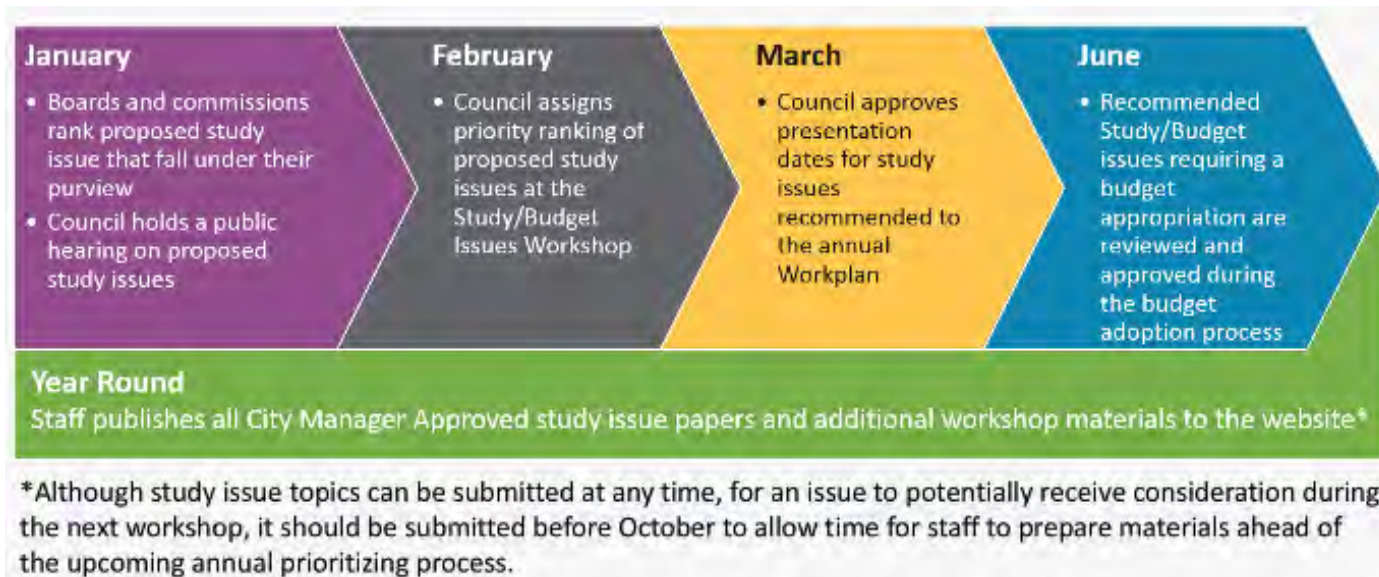 January
• Boards and commissions
rank proposed study
issue that fall under their
purview
• Council holds a public
hearing on proposed
study issues
February
• Council assigns
priority ranking of
proposed study
issues at the
Study/Budget
Issues Workshop
March
• Council approves
presentation
dates for study
issues
recommended to
the annual
Workplan
June
• Recommended
Study/Budget
issues requiring a
budget
appropriation are
reviewed and
approved during
the budget
adoption process
Year Round
Staff publishes all City Manager Approved study issue papers and additional workshop materials to the website*
*Although study issue topics can be submitted at any time, for an issue to potentially receive consideration during
the next workshop, it should be submitted before October to allow time for staff to prepare materials ahead of
the upcoming annual prioritizing process.